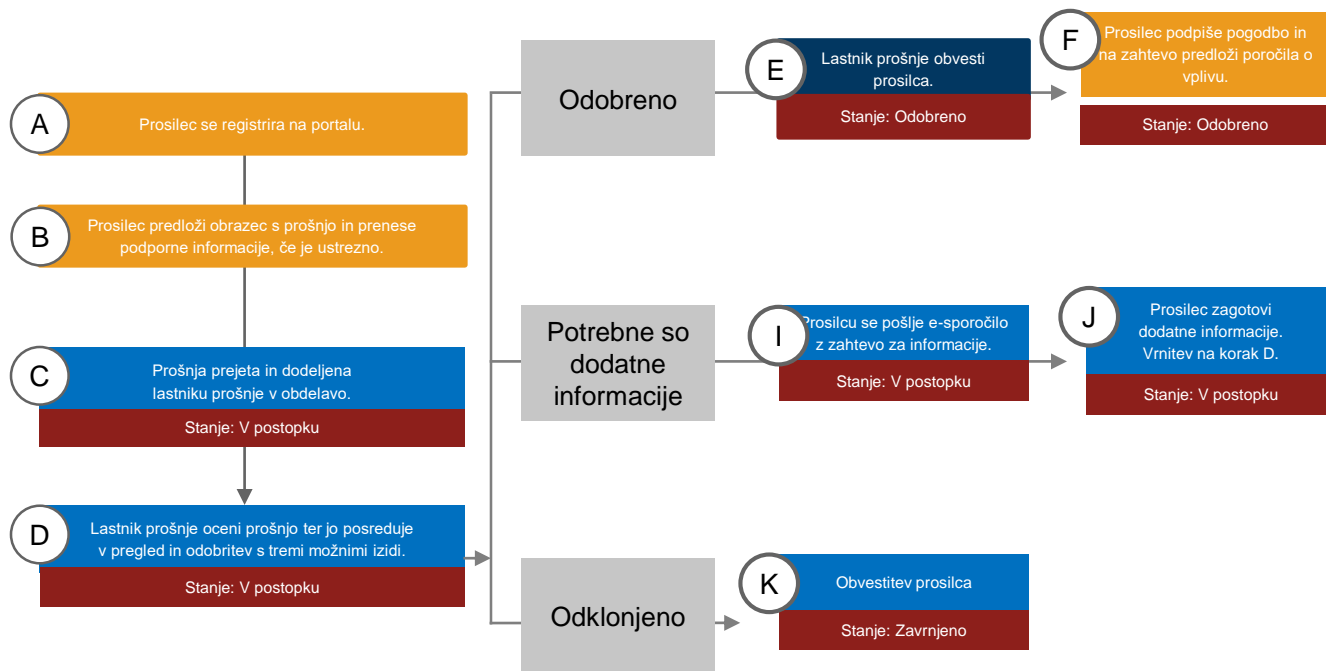 A
Prosilec se registrira na portalu.
B
Prosilec predloži obrazec s prošnjo in prenese
podporne informacije, če je ustrezno.
C
Prošnja prejeta in dodeljena
lastniku prošnje v obdelavo.
Stanje: V postopku
D
Lastnik prošnje oceni prošnjo ter jo posreduje
v pregled in odobritev s tremi možnimi izidi.
Stanje: V postopku
Odobreno
E
Lastnik prošnje obvesti
prosilca.
Stanje: Odobreno
F
Prosilec podpiše pogodbo in
na zahtevo predloži poročila o
vplivu.
Stanje: Odobreno
Potrebne so
dodatne
informacije
I
Prosilcu se pošlje e-sporočilo
z zahtevo za informacije.
Stanje: V postopku
J
Prosilec zagotovi
dodatne informacije.
Vrnitev na korak D.
Stanje: V postopku
Odklonjeno
K
Obvestitev prosilca
Stanje: Zavrnjeno